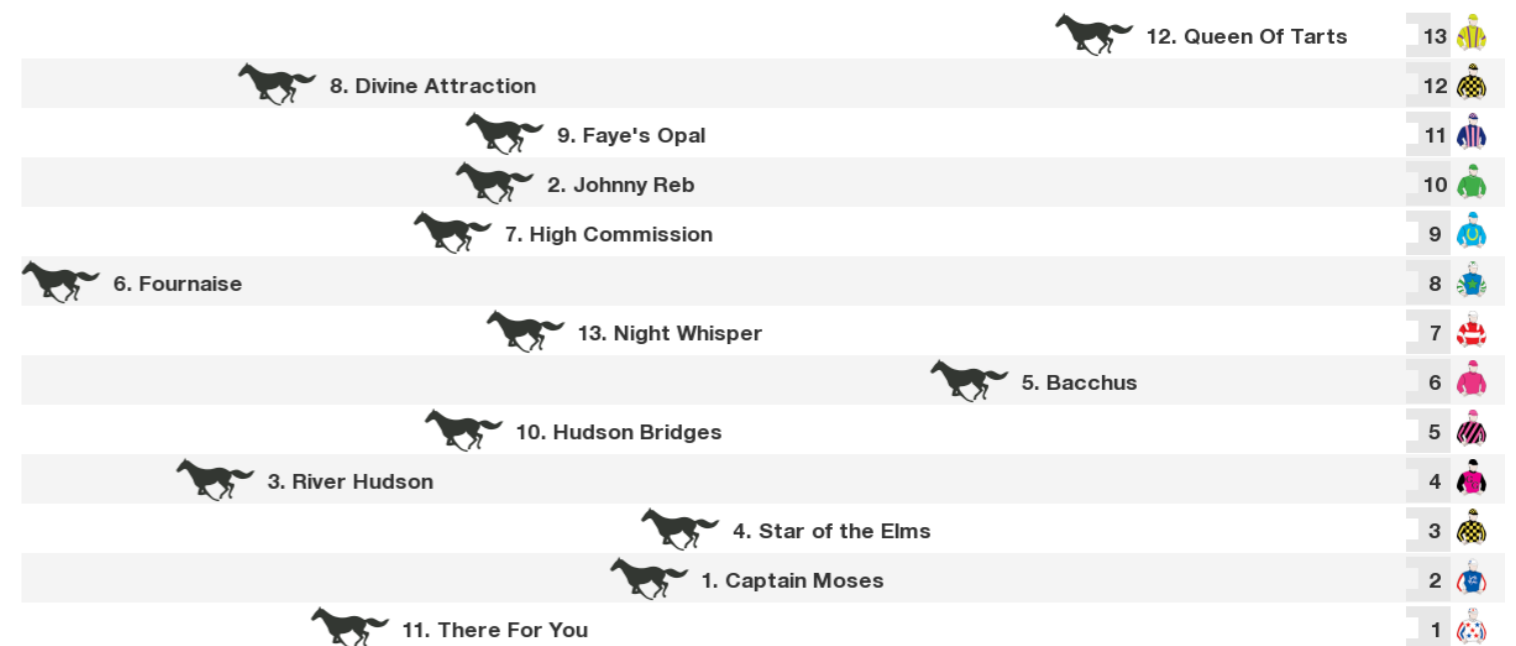 12. Queen Of Tarts 13
8. Divine Attraction 12
9. Faye's Opal 11
2. Johnny Reb 10
7. High Commission 9
6. Fournaise 8
13. Night Whisper 7
5. Bacchus 6
10. Hudson Bridges 5
3. River Hudson 4
4. Star of the Elms 3
1. Captain Moses 2
11. There For You 1